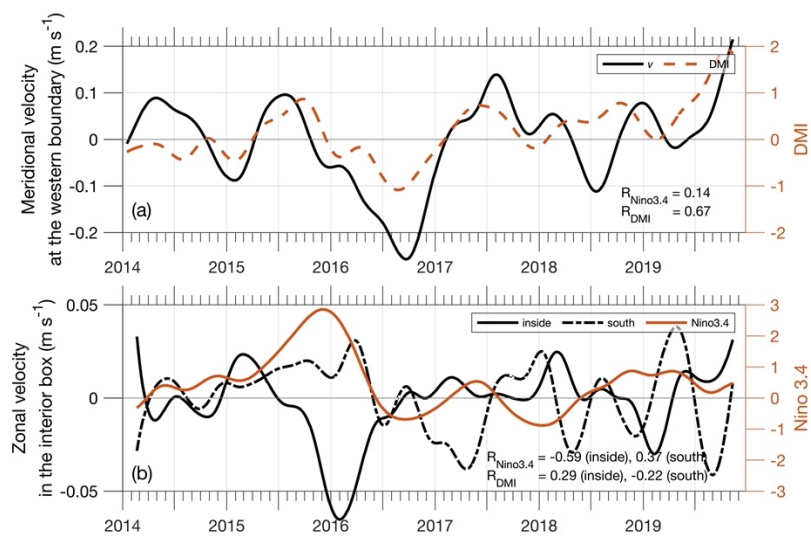 Meridional velocity
at the western boundary (m s⁻¹)
0.2
0.1
0
-0.1
-0.2
v
DMI
2
1
0
-1
-2
DMI
(a)
R_Nino3.4 = 0.14
R_DMI = 0.67
2014
2015
2016
2017
2018
2019
Zonal velocity
in the interior box (m s⁻¹)
0.05
0
-0.05
inside
south
Nino3.4
3
2
1
0
-1
-2
-3
Nino 3.4
(b)
R_Nino3.4 = -0.59 (inside), 0.37 (south)
R_DMI = 0.29 (inside), -0.22 (south)
2014
2015
2016
2017
2018
2019